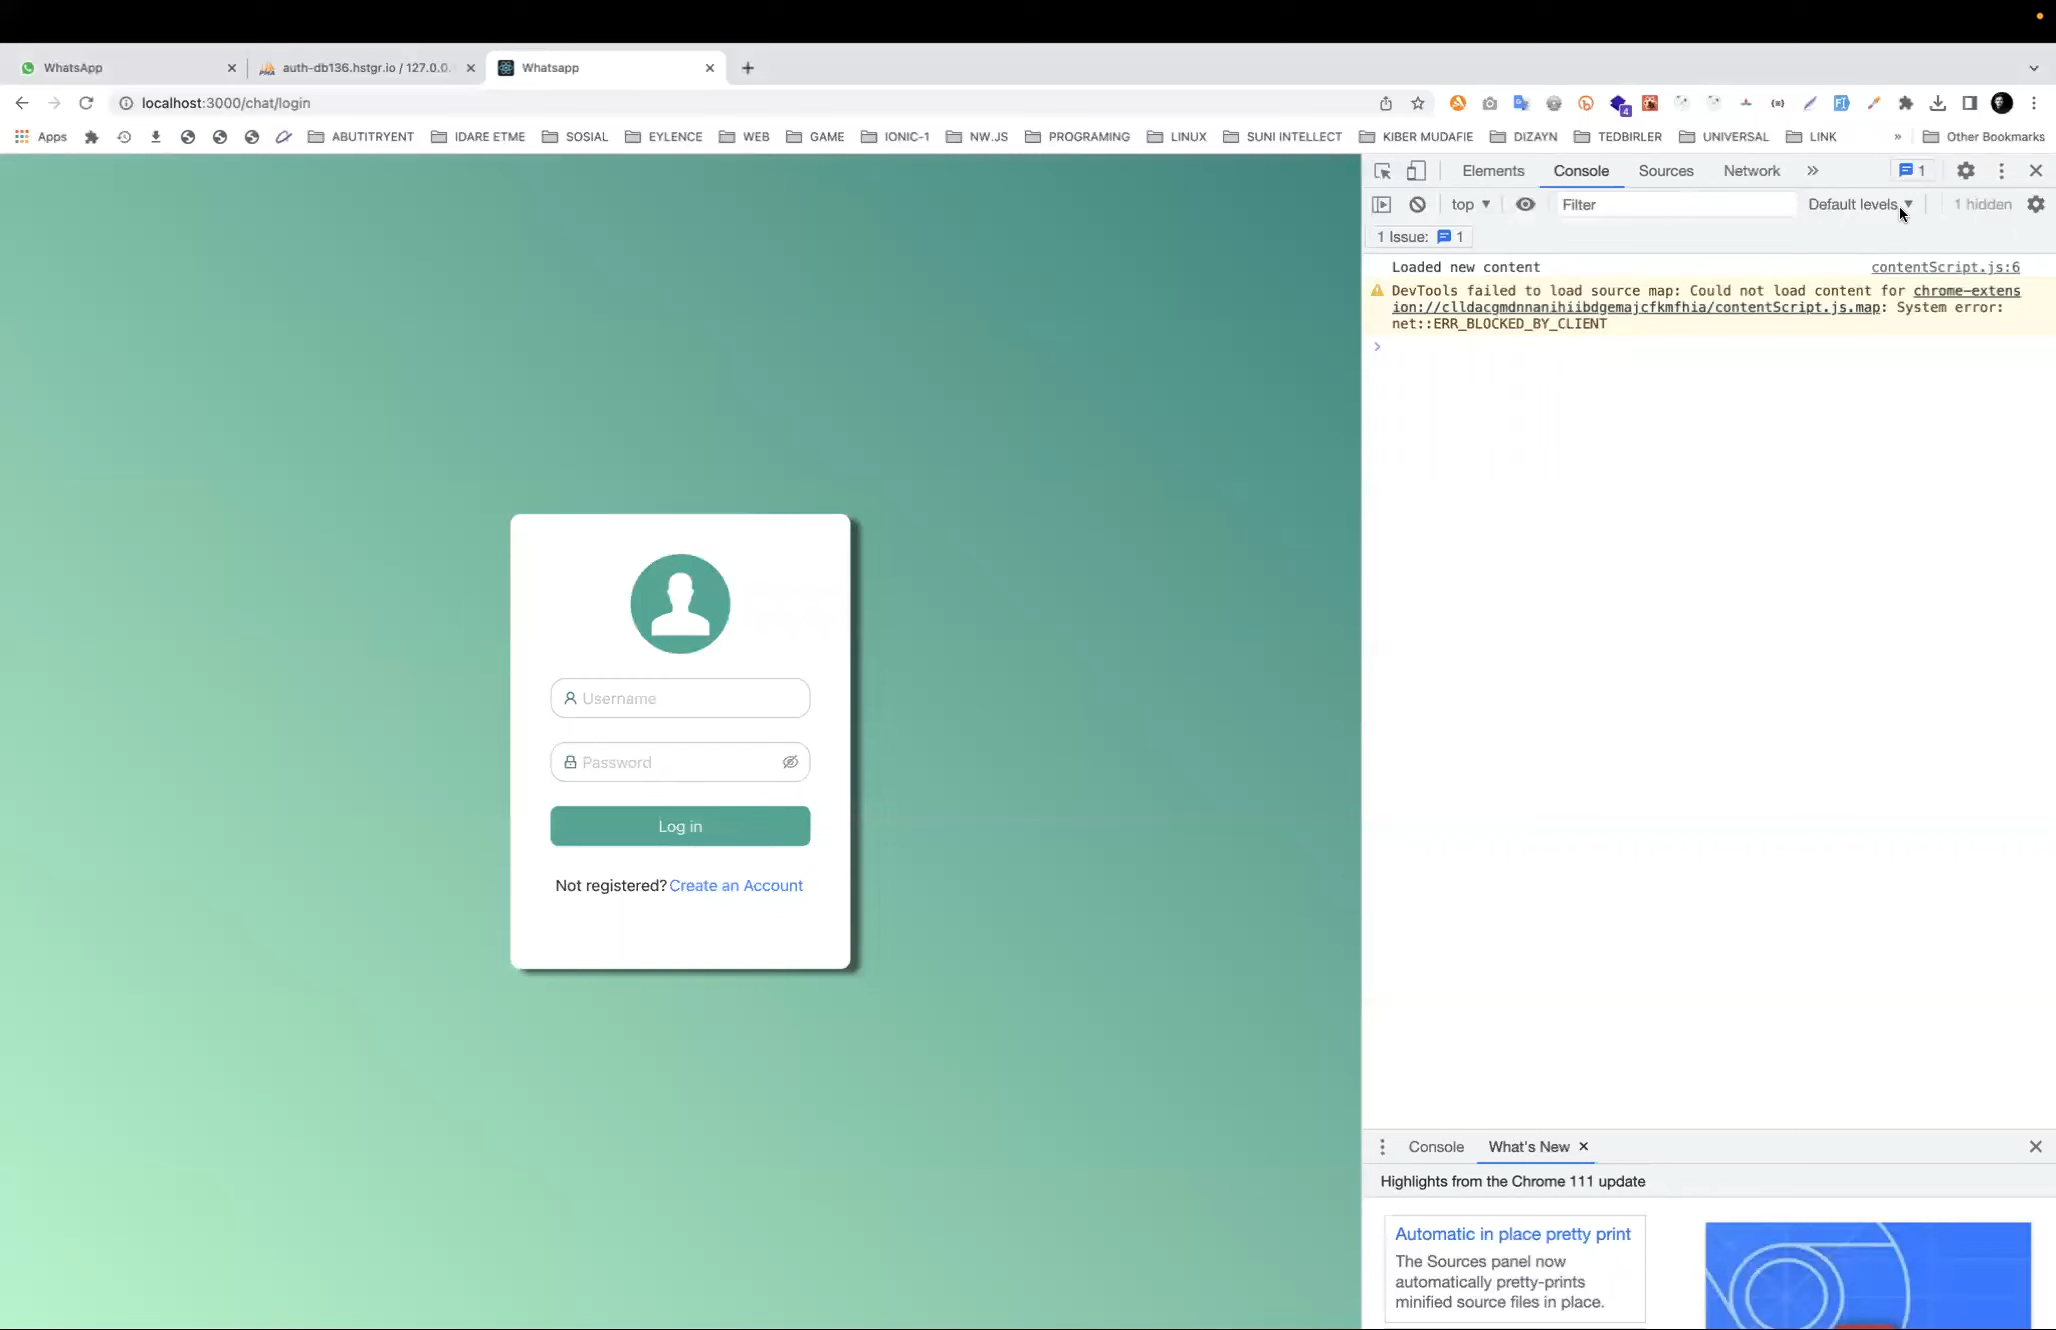 WhatsApp
auth-db136.hstgr.io / 127.0.0.
Whatsapp
localhost:3000/chat/login
4
Apps
ABUTITRYENT
IDARE ETME
SOSIAL
EYLENCE
WEB
GAME
IONIC-1
NW.JS
PROGRAMING
LINUX
SUNI INTELLECT
KIBER MUDAFIE
DIZAYN
TEDBIRLER
UNIVERSAL
LINK
»
Other Bookmarks
Username
Password
Log in
Not registered? Create an Account
Elements Console Sources Network » 1
top Filter Default levels 1 hidden
1 Issue: 1
Loaded new content contentScript.js:6
DevTools failed to load source map: Could not load content for chrome-extens
ion://clldacgmdnnanihiibdgemajcfkmfhia/contentScript.js.map: System error:
net::ERR_BLOCKED_BY_CLIENT
Console What's New
Highlights from the Chrome 111 update
Automatic in place pretty print
The Sources panel now
automatically pretty-prints
minified source files in place.